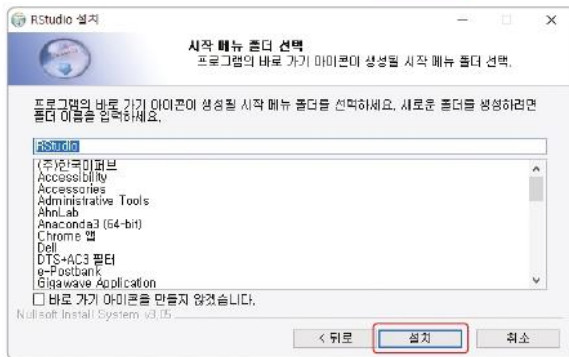 RStudio 설치
시작 메뉴 폴더 선택
프로그램의 바로 가기 아이콘이 생성될 시작 메뉴 폴더 선택.
프로그램의 바로 가기 아이콘이 생성될 시작 메뉴 폴더를 선택하세요. 새로운 폴더를 생성하려면
폴더 이름을 입력하세요.
RStudio
(주)한국미퍼브
Accessibility
Accessories
Administrative Tools
AhnLab
Anaconda3 (64-bit)
Chrome 앱
Dell
DTS+AC3 필터
e-Postbank
Gigawave Application
바로 가기 아이콘을 만들지 않겠습니다.
Nullsoft Install System v3.05
< 뒤로 설치 취소